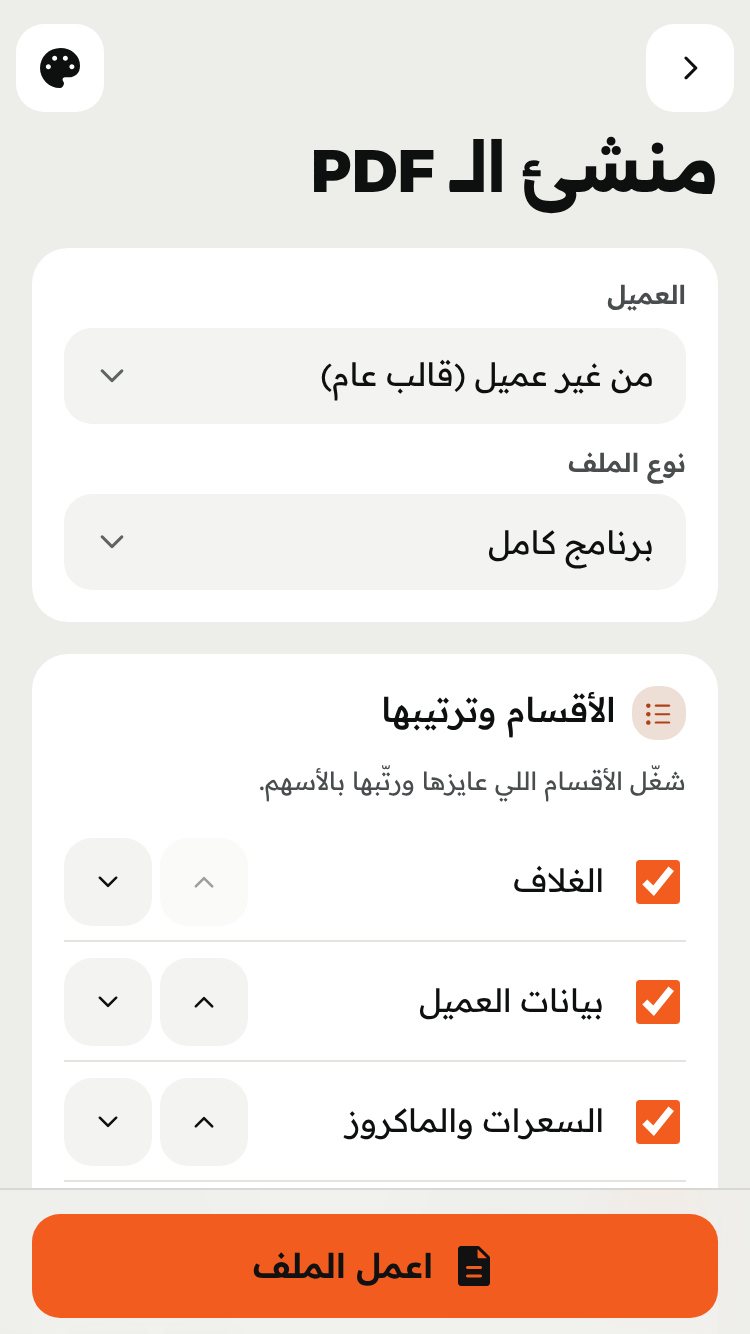 منشئ الـ PDF
العميل
من غير عميل (قالب عام)
نوع الملف
برنامج كامل
الأقسام وترتيبها
شغّل الأقسام اللي عايزها ورتّبها بالأسهم.
الغلاف
بيانات العميل
السعرات والماكروز
اعمل الملف